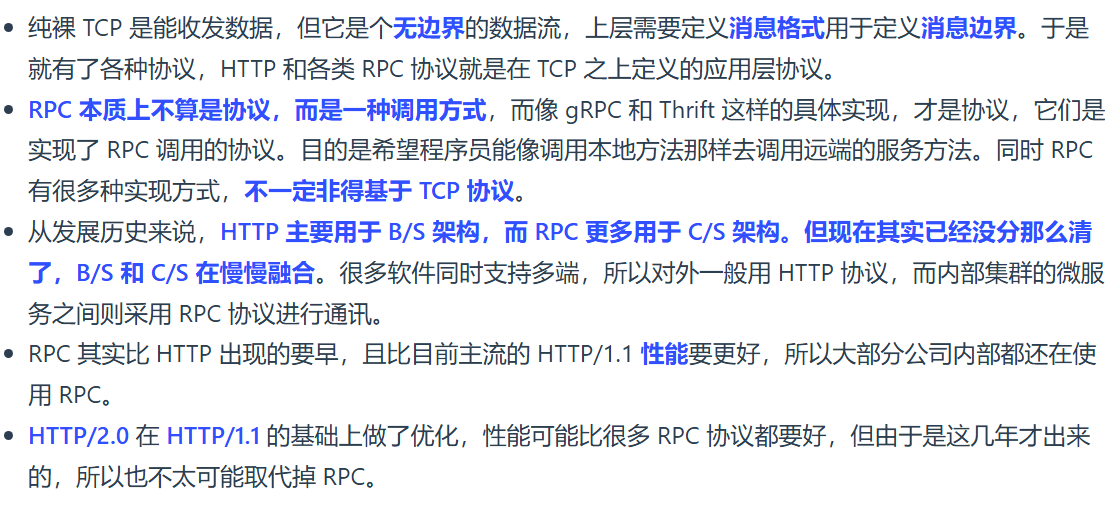 纯裸 TCP 是能收发数据，但它是个无边界的数据流，上层需要定义消息格式用于定义消息边界。于是
就有了各种协议，HTTP 和各类 RPC 协议就是在 TCP 之上定义的应用层协议。
RPC 本质上不算是协议，而是一种调用方式，而像 gRPC 和 Thrift 这样的具体实现，才是协议，它们是
实现了 RPC 调用的协议。目的是希望程序员能像调用本地方法那样去调用远端的服务方法。同时 RPC
有很多种实现方式，不一定非得基于 TCP 协议。
从发展历史来说，HTTP 主要用于 B/S 架构，而 RPC 更多用于 C/S 架构。但现在其实已经没分那么清
了，B/S 和 C/S 在慢慢融合。很多软件同时支持多端，所以对外一般用 HTTP 协议，而内部集群的微服
务之间则采用 RPC 协议进行通讯。
RPC 其实比 HTTP 出现的要早，且比目前主流的 HTTP/1.1 性能要更好，所以大部分公司内部都还在使
用 RPC。
HTTP/2.0 在 HTTP/1.1 的基础上做了优化，性能可能比很多 RPC 协议都要好，但由于是这几年才出来
的，所以也不太可能取代掉 RPC。